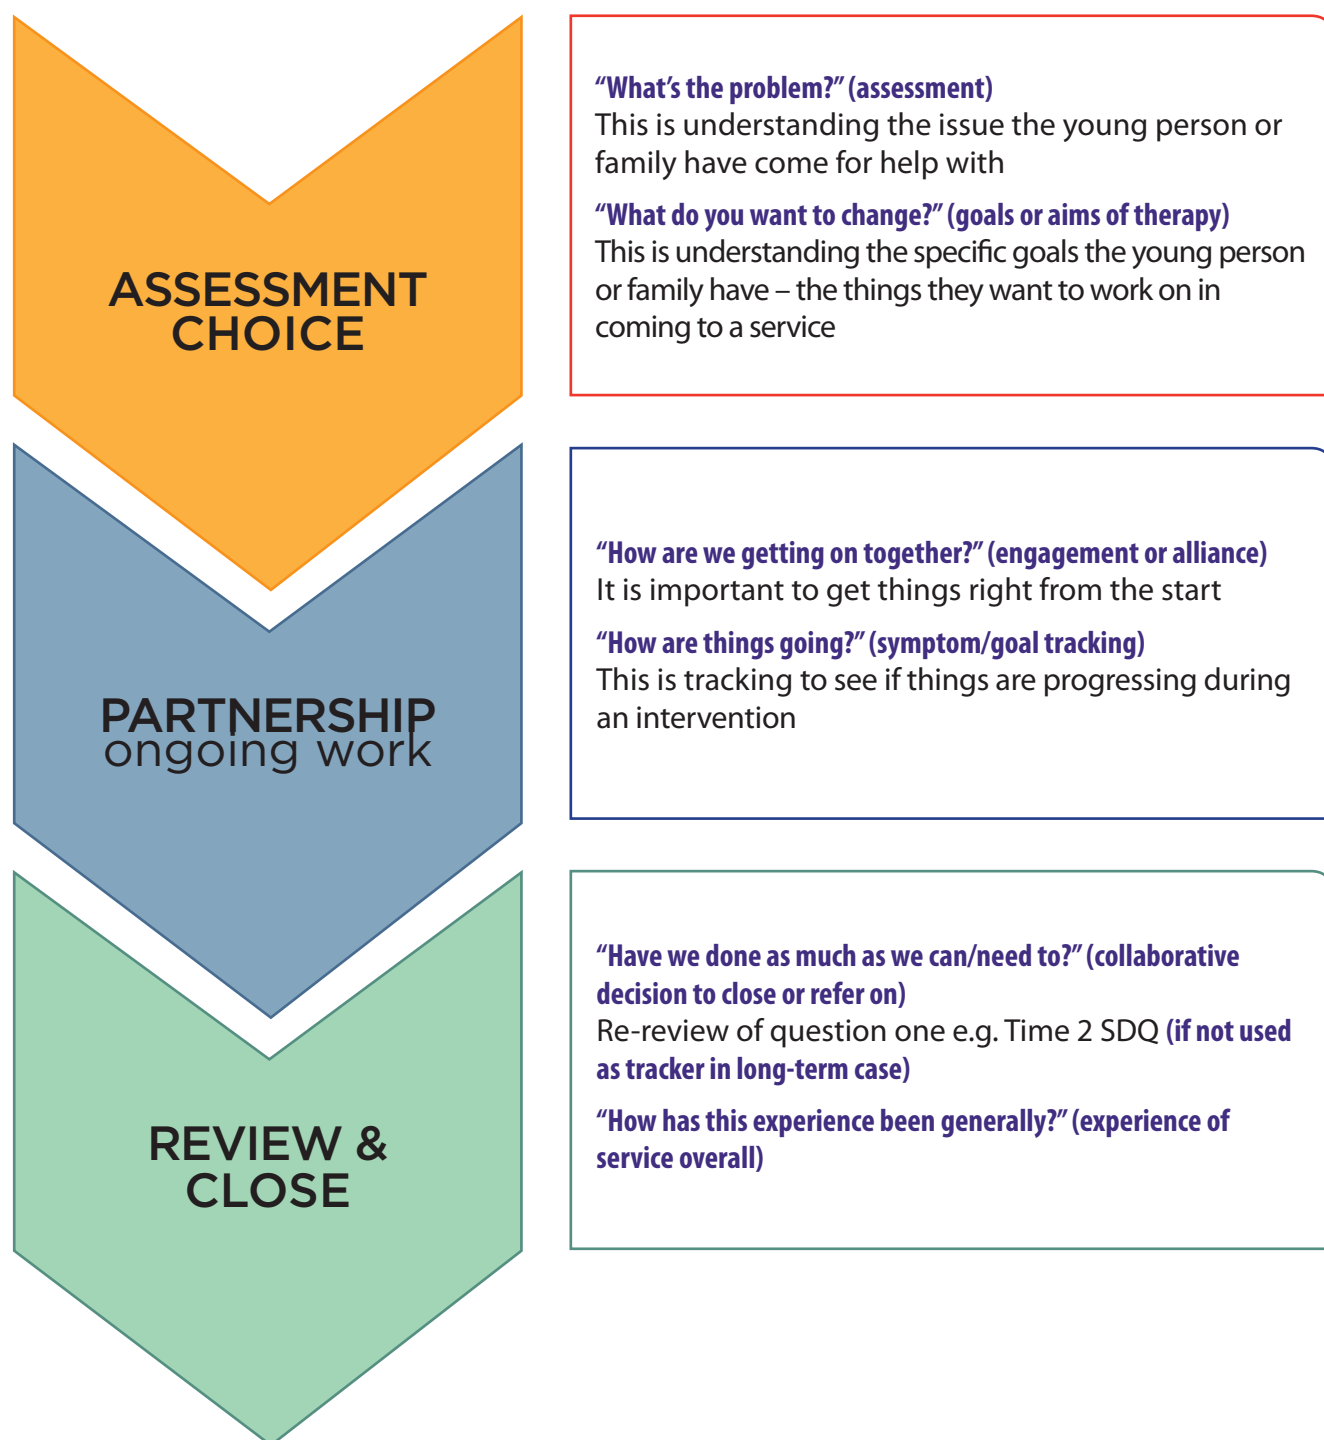 ASSESSMENT
CHOICE
“What’s the problem?” (assessment)
This is understanding the issue the young person or
family have come for help with
“What do you want to change?” (goals or aims of therapy)
This is understanding the specific goals the young person
or family have – the things they want to work on in
coming to a service
PARTNERSHIP
ongoing work
“How are we getting on together?” (engagement or alliance)
It is important to get things right from the start
“How are things going?” (symptom/goal tracking)
This is tracking to see if things are progressing during
an intervention
REVIEW &
CLOSE
“Have we done as much as we can/need to?” (collaborative
decision to close or refer on)
Re-review of question one e.g. Time 2 SDQ (if not used
as tracker in long-term case)
“How has this experience been generally?” (experience of
service overall)